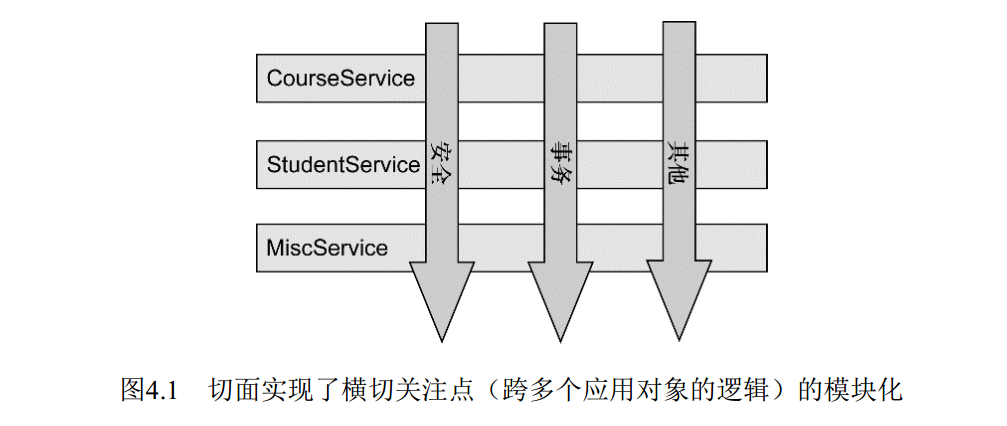 CourseService
StudentService
MiscService
安全
事务
其他
图4.1 切面实现了横切关注点（跨多个应用对象的逻辑）的模块化